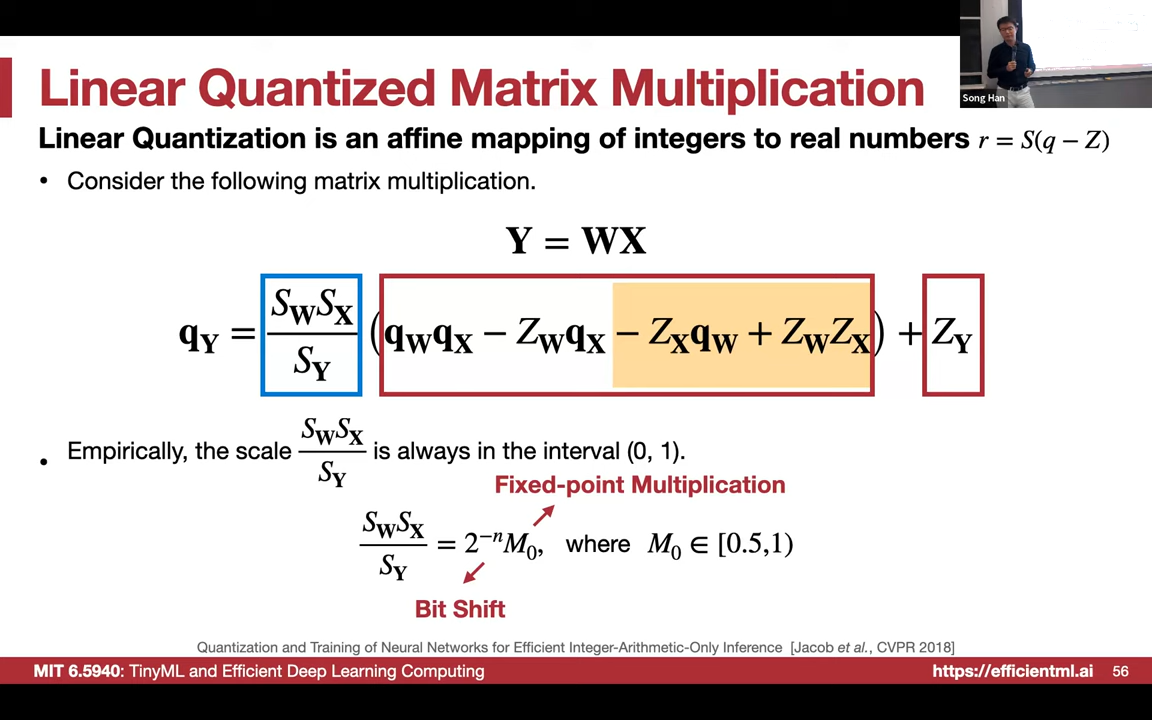 Linear Quantized Matrix Multiplication
Song Han
Linear Quantization is an affine mapping of integers to real numbers r = S(q − Z)
• Consider the following matrix multiplication.
Y = WX
q_Y = S_W S_X / S_Y (q_W q_X − Z_W q_X − Z_X q_W + Z_W Z_X) + Z_Y
• Empirically, the scale S_W S_X / S_Y is always in the interval (0, 1).
Fixed-point Multiplication
S_W S_X / S_Y = 2^{−n} M_0, where M_0 ∈ [0.5,1)
Bit Shift
Quantization and Training of Neural Networks for Efficient Integer-Arithmetic-Only Inference [Jacob et al., CVPR 2018]
MIT 6.5940: TinyML and Efficient Deep Learning Computing https://efficientml.ai 56